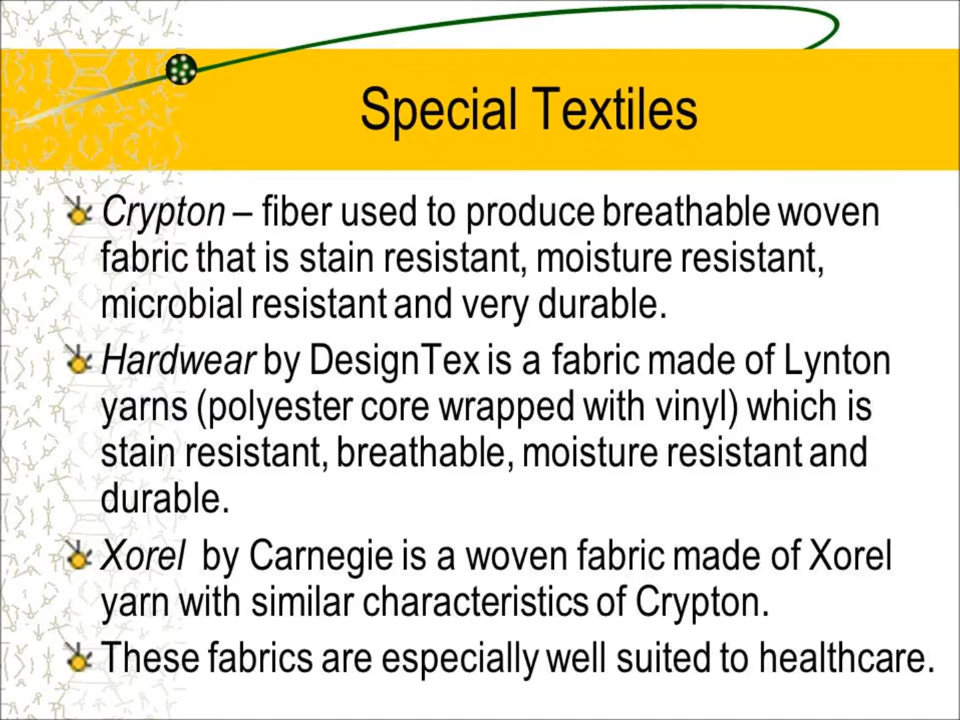 Special Textiles
Crypton – fiber used to produce breathable woven
fabric that is stain resistant, moisture resistant,
microbial resistant and very durable.
Hardwear by DesignTex is a fabric made of Lynton
yarns (polyester core wrapped with vinyl) which is
stain resistant, breathable, moisture resistant and
durable.
Xorel by Carnegie is a woven fabric made of Xorel
yarn with similar characteristics of Crypton.
These fabrics are especially well suited to healthcare.